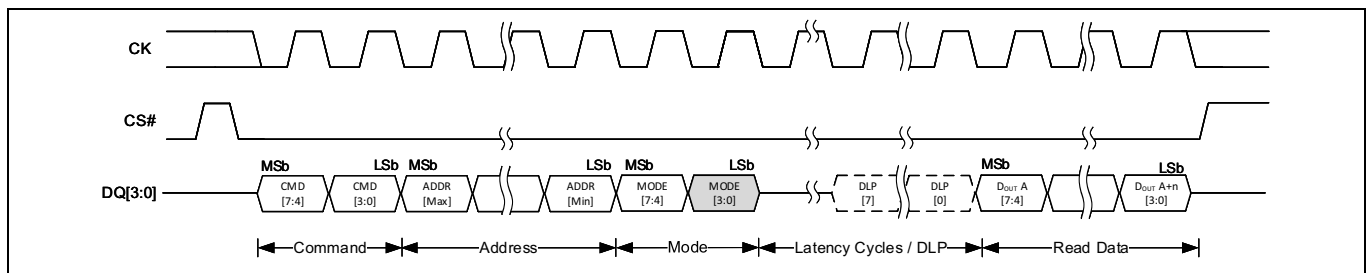 CK
CS#
MSb LSb MSb LSb MSb LSb MSb LSb
DQ[3:0] CMD [7:4] CMD [3:0] ADDR [Max] ADDR [Min] MODE [7:4] MODE [3:0] DLP [7] DLP [0] DOUT A [7:4] DOUT A+n [3:0]
Command Address Mode Latency Cycles / DLP Read Data